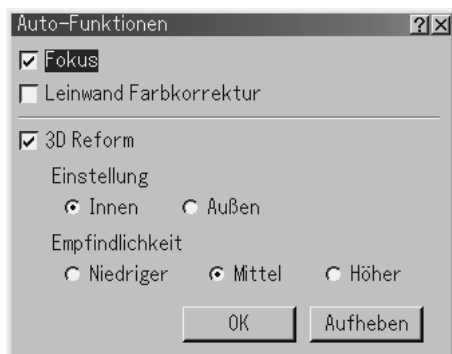 Auto-Funktionen
Fokus
Leinwand Farbkorrektur
3D Reform
Einstellung
Innen Außen
Empfindlichkeit
Niedriger Mittel Höher
OK Aufheben